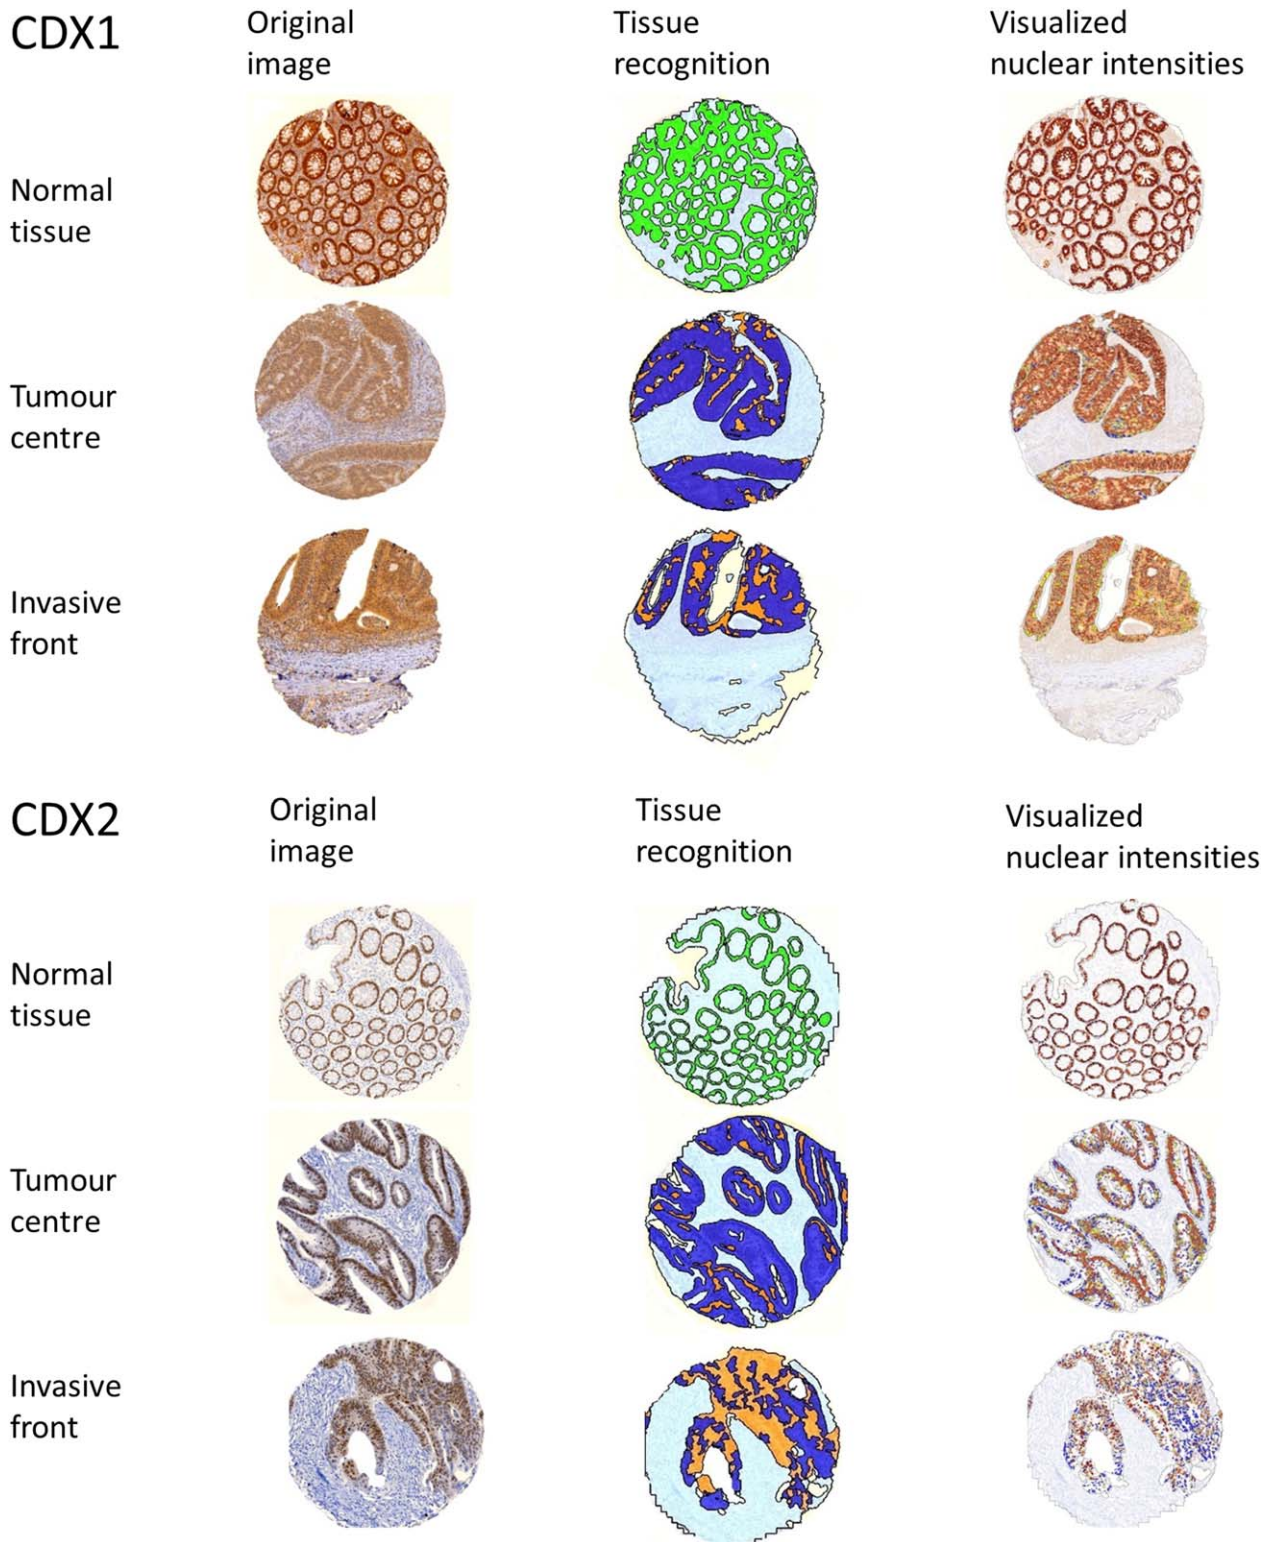 CDX1
Original
image
Tissue
recognition
Visualized
nuclear intensities
Normal
tissue
Tumour
centre
Invasive
front
CDX2
Original
image
Tissue
recognition
Visualized
nuclear intensities
Normal
tissue
Tumour
centre
Invasive
front